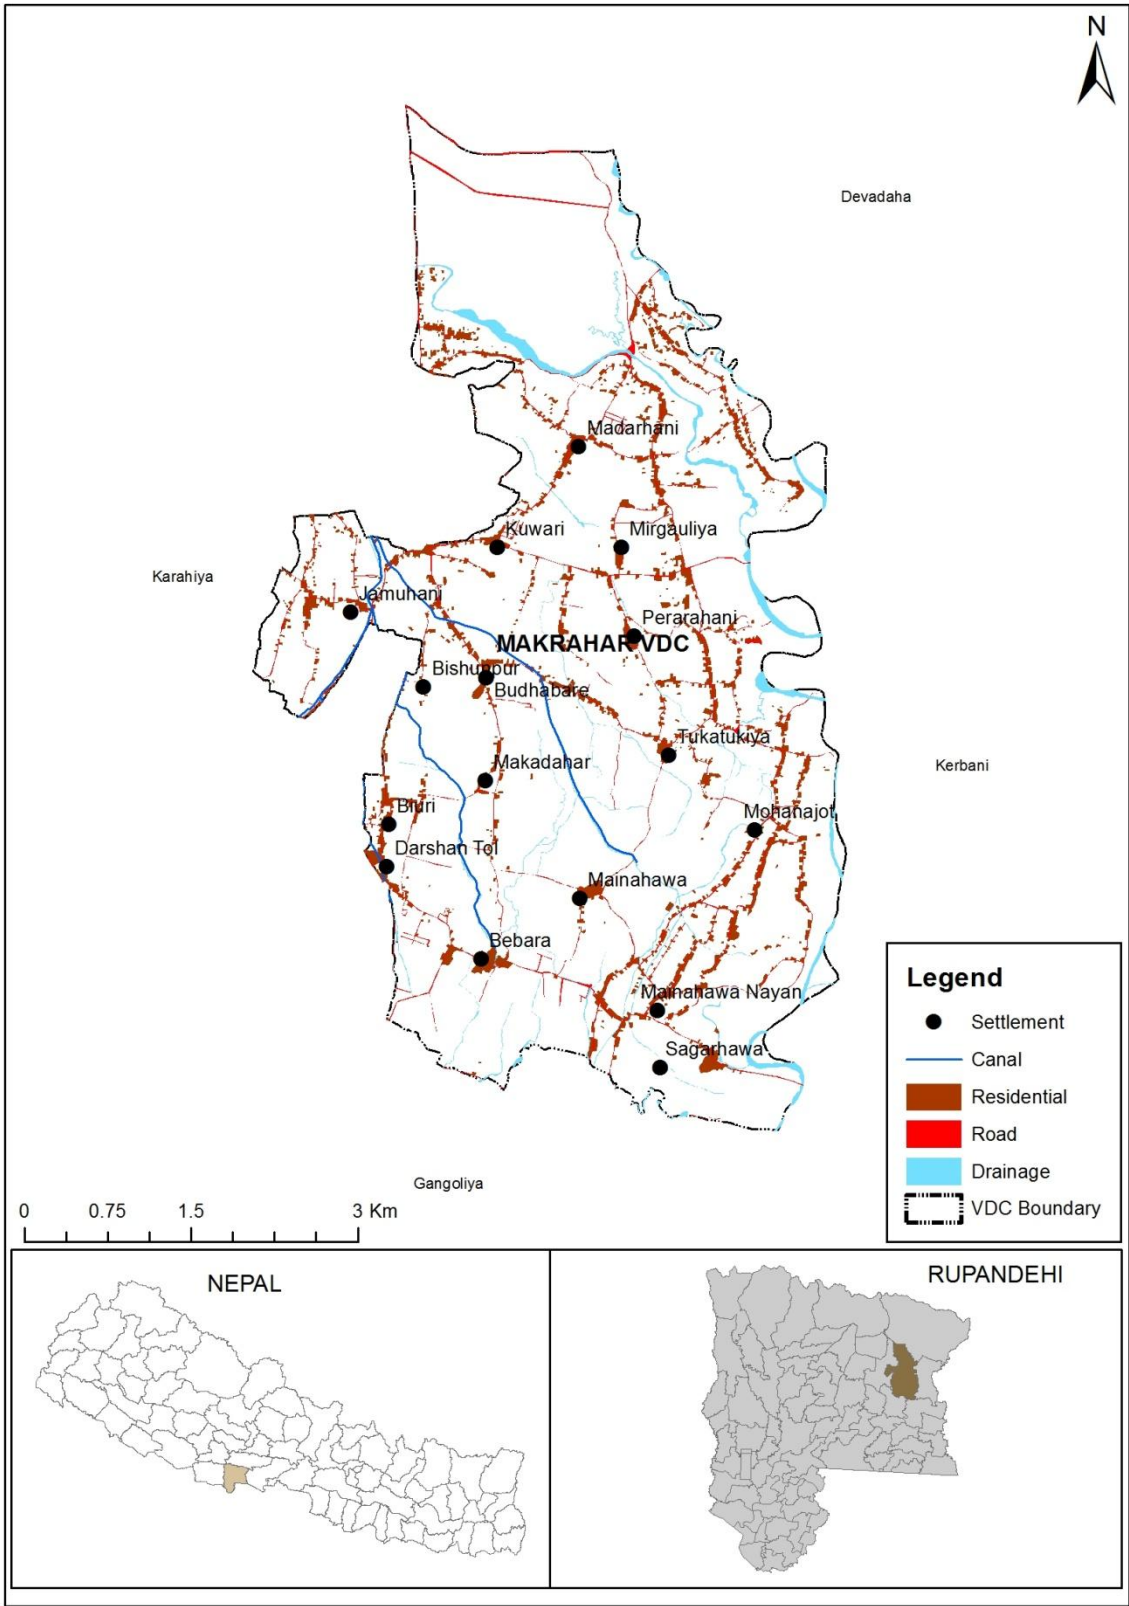 N
Devadaha
Madarhani
Kuwari
Mirgauliya
Karahiya
Jamuhani
Perarahani
MAKRAHAR VDC
Bishunpur
Budhabare
Tukatukiya
Makadahar
Kerbani
Biuri
Mohanajot
Darshan Tol
Mainahawa
Bebara
Mainahawa Nayan
Sagarhawa
Gangoliya
Legend
Settlement
Canal
Residential
Road
Drainage
VDC Boundary
0 0.75 1.5 3 Km
NEPAL
RUPANDEHI